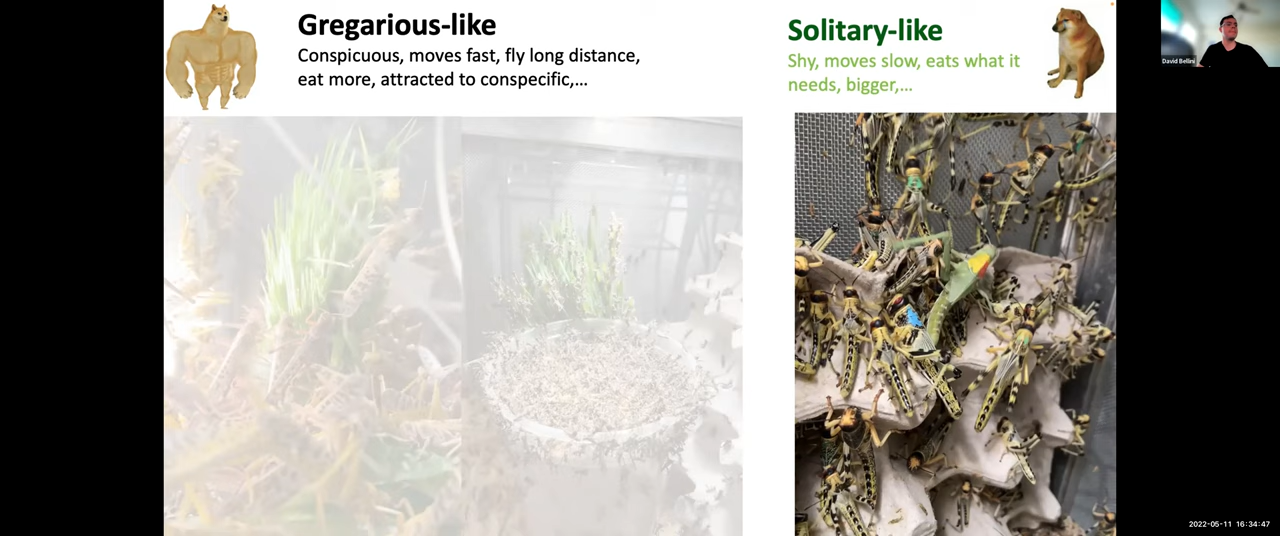 Gregarious-like
Conspicuous, moves fast, fly long distance,
eat more, attracted to conspecific,...
Solitary-like
Shy, moves slow, eats what it
needs, bigger,...
David Bellini
2022-05-11 16:34:47